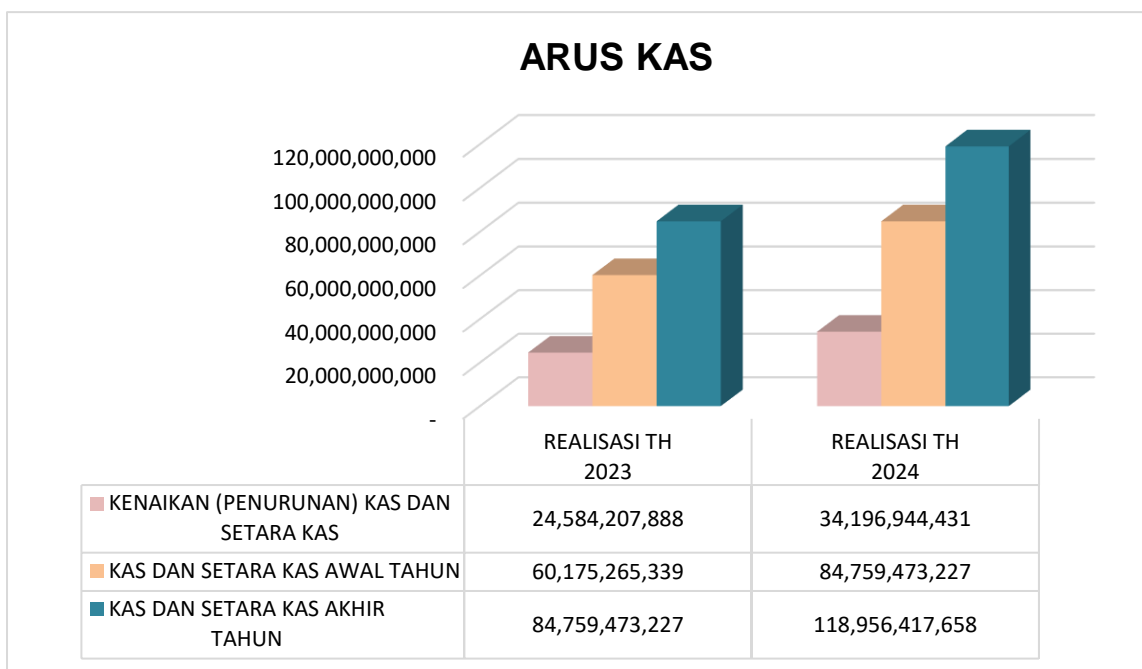 ARUS KAS
120,000,000,000
100,000,000,000
80,000,000,000
60,000,000,000
40,000,000,000
20,000,000,000
-
REALISASI TH
2023
REALISASI TH
2024
KENAIKAN (PENURUNAN) KAS DAN
SETARA KAS
24,584,207,888
34,196,944,431
KAS DAN SETARA KAS AWAL TAHUN
60,175,265,339
84,759,473,227
KAS DAN SETARA KAS AKHIR
TAHUN
84,759,473,227
118,956,417,658